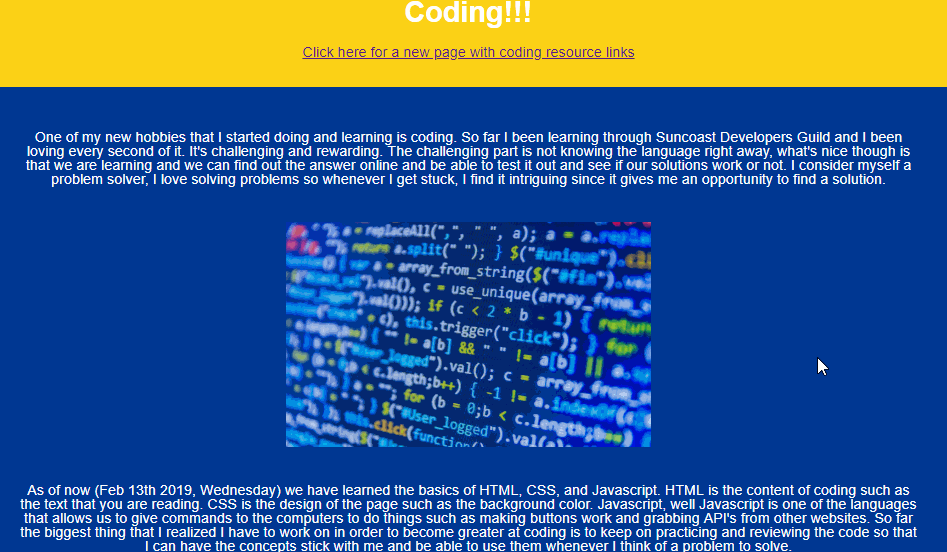 Coding!!!
Click here for a new page with coding resource links
One of my new hobbies that I started doing and learning is coding. So far I been learning through Suncoast Developers Guild and I been
loving every second of it. It's challenging and rewarding. The challenging part is not knowing the language right away, what's nice though is
that we are learning and we can find out the answer online and be able to test it out and see if our solutions work or not. I consider myself a
problem solver, I love solving problems so whenever I get stuck, I find it intriguing since it gives me an opportunity to find a solution.
a = replaceAll(",", " ", a); a = a.
return a.split(" "); } $("#unique").
a = array_from_string($("#fin").
.val(), c = use_unique(array_from_
.val())); if (c < 2 * b - 1) { return
this.trigger("click"); } for
{ "" != a[b] && " " != a[b] ||
$("#User_logged").val(); c = array_from_
< c.length;b++) { -1 != a.indexOf(
= ""; for (b = 0;b < c.length;b++)
$("#User_logged").val(a);
.click(function()
As of now (Feb 13th 2019, Wednesday) we have learned the basics of HTML, CSS, and Javascript. HTML is the content of coding such as
the text that you are reading. CSS is the design of the page such as the background color. Javascript, well Javascript is one of the languages
that allows us to give commands to the computers to do things such as making buttons work and grabbing API's from other websites. So far
the biggest thing that I realized I have to work on in order to become greater at coding is to keep on practicing and reviewing the code so that
I can have the concepts stick with me and be able to use them whenever I think of a problem to solve.